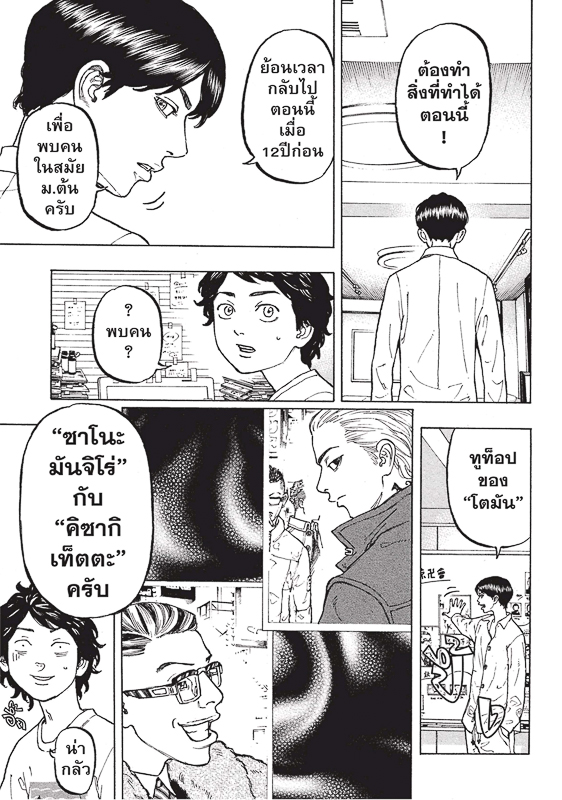 ต้องทำ
สิ่งที่ทำได้
ตอนนี้
!
ย้อนเวลา
กลับไป
ตอนนี้
เมื่อ
12ปีก่อน
เพื่อ
พบคน
ในสมัย
ม.ต้น
ครับ
?
พบคน
?
ทูท็อป
ของ
“โตมัน”
“ซาโนะ
มันจิโร่”
กับ
“คิซากิ
เท็ตตะ”
ครับ
น่า
กลัว